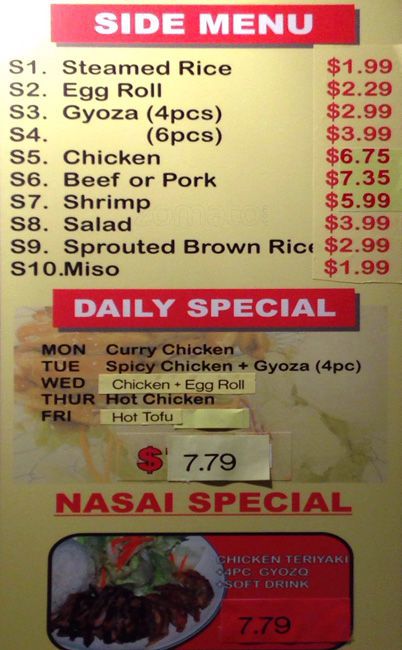 SIDE MENU
S1. Steamed Rice $1.99
S2. Egg Roll $2.29
S3. Gyoza (4pcs) $2.99
S4. (6pcs) $3.99
S5. Chicken $6.75
S6. Beef or Pork $7.35
S7. Shrimp $5.99
S8. Salad $3.99
S9. Sprouted Brown Rice $2.99
S10.Miso $1.99
DAILY SPECIAL
MON Curry Chicken
TUE Spicy Chicken + Gyoza (4pc)
WED Chicken + Egg Roll
THUR Hot Chicken
FRI Hot Tofu
$ 7.79
NASAI SPECIAL
CHICKEN TERIYAKI
+4PC GYOZQ
+SOFT DRINK
7.79